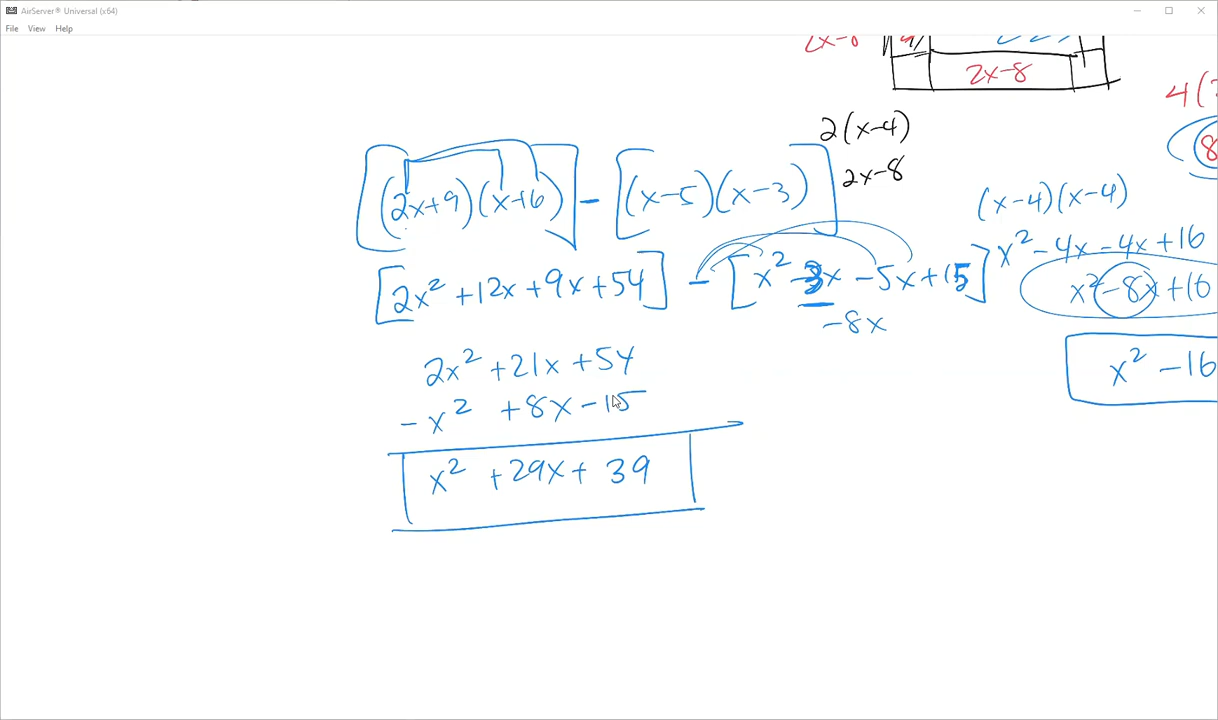 AirServer® Universal (x64)
File View Help
2x-8
4(
2(x-4)
2x-8
8
(2x+9)(x+6) - [(x-5)(x-3)]
(x-4)(x-4)
x² -4x -4x +16
[2x² +12x +9x +54] - [x² -3x -5x +15]
x² -8x +16
-8x
2x² +21x +54
x² -16
-x² +8x -15
x² +29x + 39